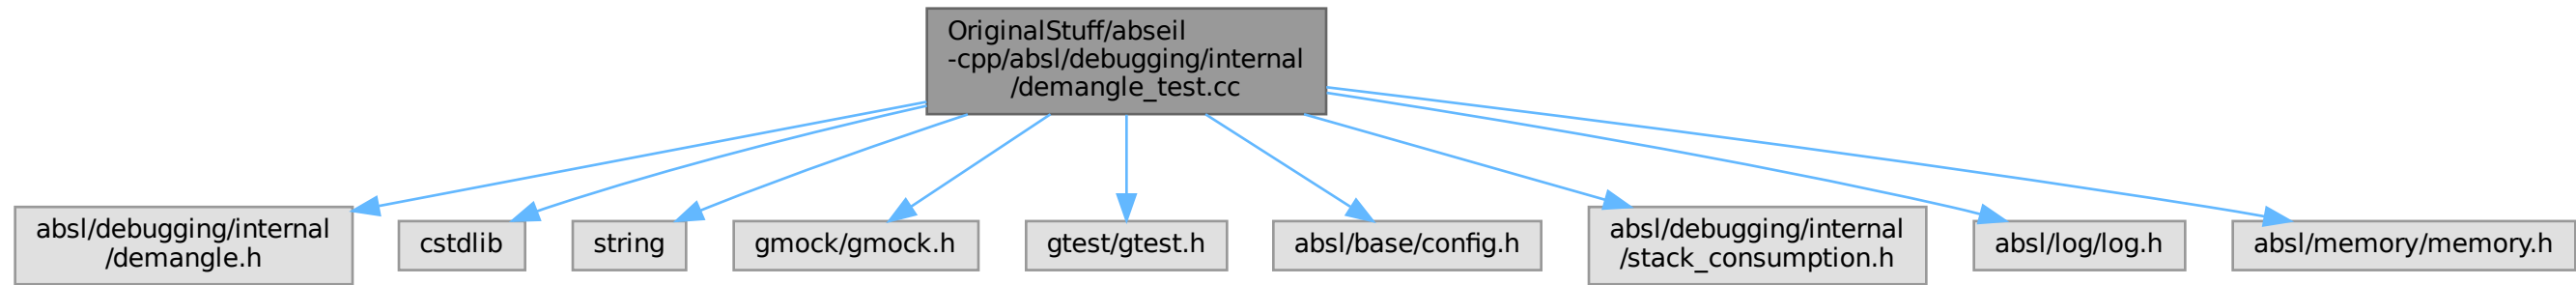 OriginalStuff/abseil
-cpp/absl/debugging/internal
/demangle_test.cc
absl/debugging/internal
/demangle.h
cstdlib
string
gmock/gmock.h
gtest/gtest.h
absl/base/config.h
absl/debugging/internal
/stack_consumption.h
absl/log/log.h
absl/memory/memory.h